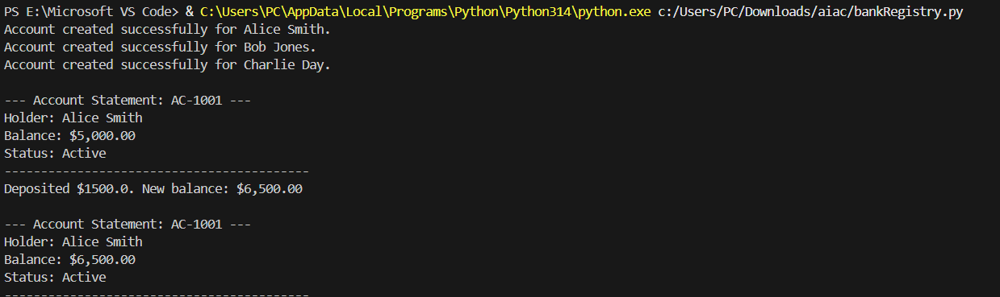 PS E:\Microsoft VS Code> & C:\Users\PC\AppData\Local\Programs\Python\Python314\python.exe c:/Users/PC/Downloads/aiac/bankRegistry.py
Account created successfully for Alice Smith.
Account created successfully for Bob Jones.
Account created successfully for Charlie Day.

--- Account Statement: AC-1001 ---
Holder: Alice Smith
Balance: $5,000.00
Status: Active
------------------------------------------
Deposited $1500.0. New balance: $6,500.00

--- Account Statement: AC-1001 ---
Holder: Alice Smith
Balance: $6,500.00
Status: Active
------------------------------------------